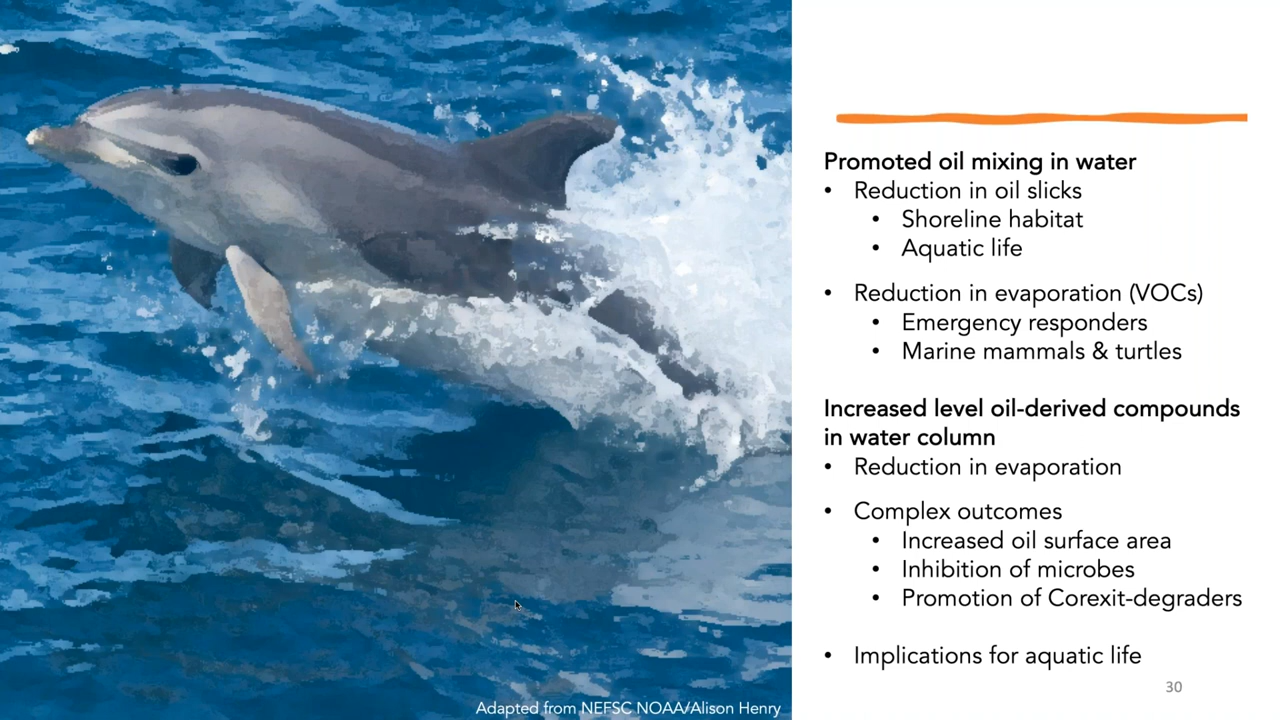 Promoted oil mixing in water
• Reduction in oil slicks
• Shoreline habitat
• Aquatic life
• Reduction in evaporation (VOCs)
• Emergency responders
• Marine mammals & turtles
Increased level oil-derived compounds
in water column
• Reduction in evaporation
• Complex outcomes
• Increased oil surface area
• Inhibition of microbes
• Promotion of Corexit-degraders
• Implications for aquatic life
30
Adapted from NEFSC NOAA/Alison Henry